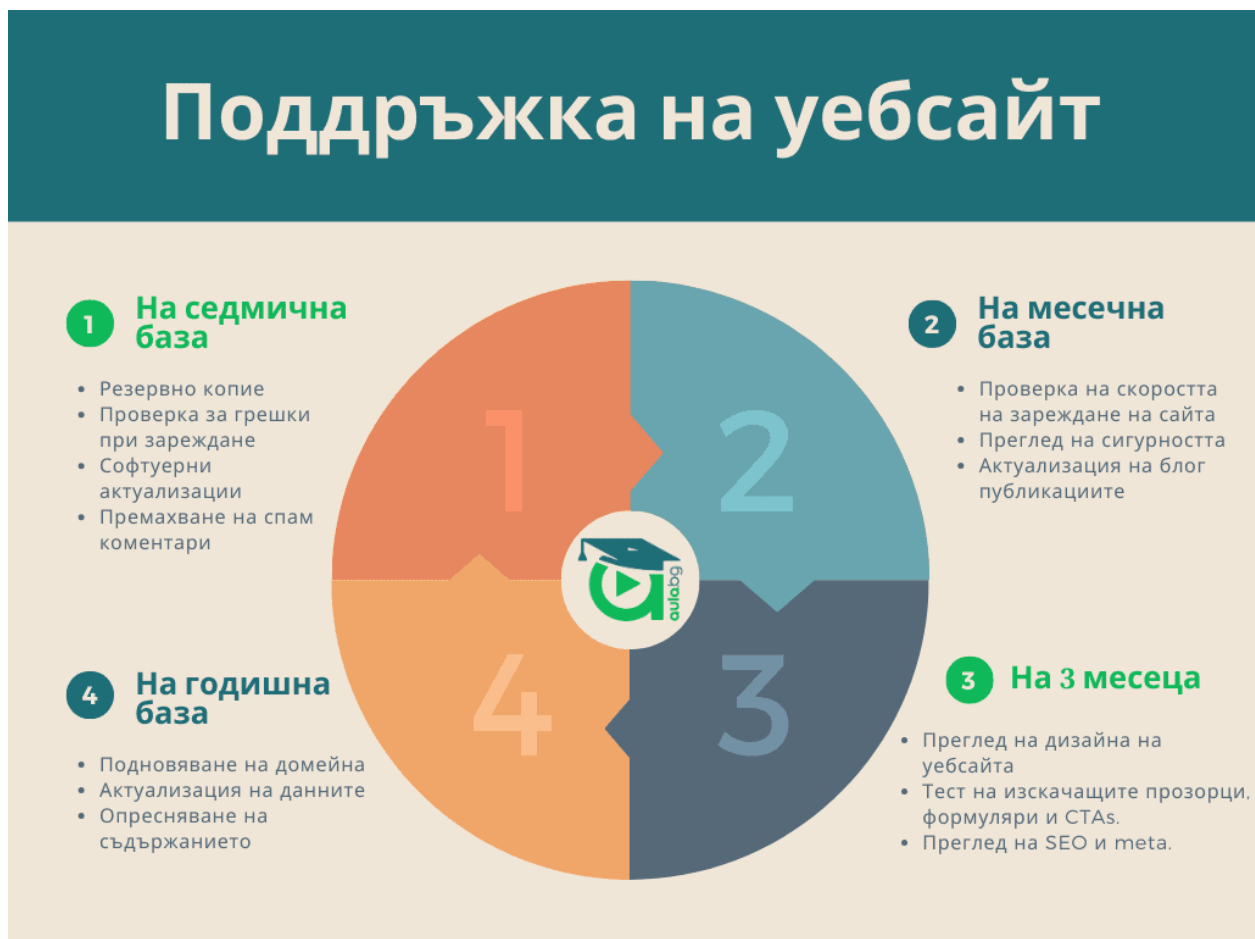 Поддръжка на уебсайт
1
На седмична
база
• Резервно копие
• Проверка за грешки
при зареждане
• Софтуерни
актуализации
• Премахване на спам
коментари
2
На месечна
база
• Проверка на скоростта
на зареждане на сайта
• Преглед на сигурността
• Актуализация на блог
публикациите
1
2
aula.bg
4
3
3
На 3 месеца
• Преглед на дизайна на
уебсайта
• Тест на изскачащите прозорци,
формуляри и CTAs.
• Преглед на SEO и meta.
4
На годишна
база
• Подновяване на домейна
• Актуализация на данните
• Опресняване на
съдържанието